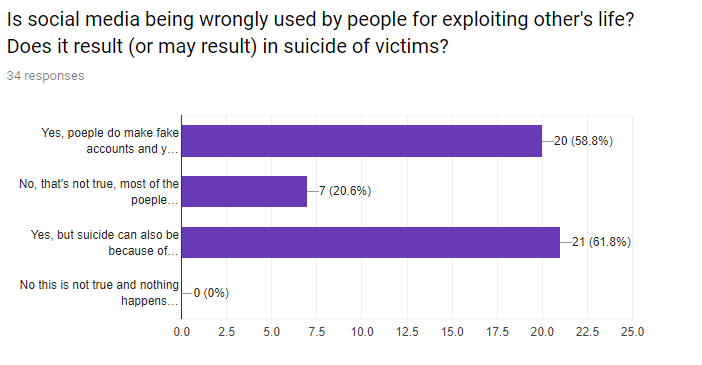 Is social media being wrongly used by people for exploiting other's life?
Does it result (or may result) in suicide of victims?
34 responses
Yes, poeple do make fake
accounts and y…
20 (58.8%)
No, that's not true, most of the
poeple…
7 (20.6%)
Yes, but suicide can also be
because of…
21 (61.8%)
No this is not true and nothing
happens…
0 (0%)
0.0 2.5 5.0 7.5 10.0 12.5 15.0 17.5 20.0 22.5 25.0